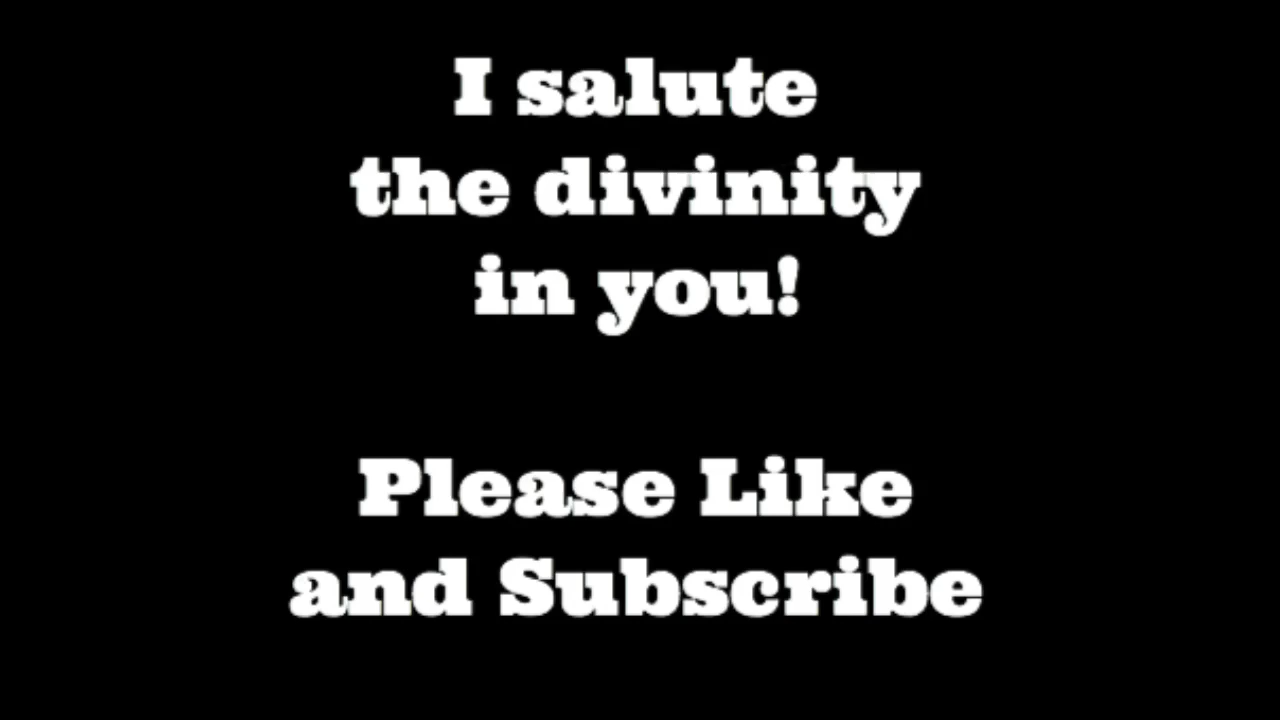 I salute
the divinity
in you!
Please Like
and Subscribe